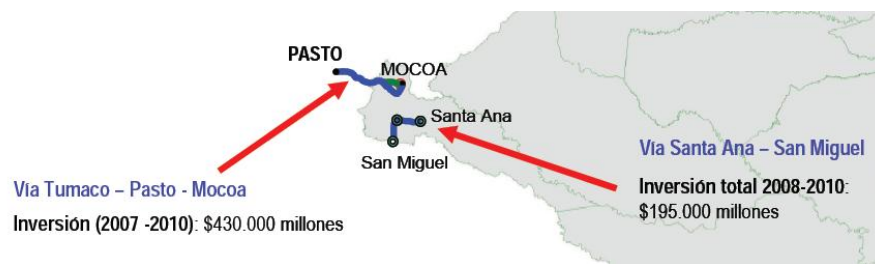 PASTO
MOCOA
Santa Ana
San Miguel
Vía Santa Ana – San Miguel
Inversión total 2008-2010:
$195.000 millones
Vía Tumaco – Pasto - Mocoa
Inversión (2007 -2010): $430.000 millones